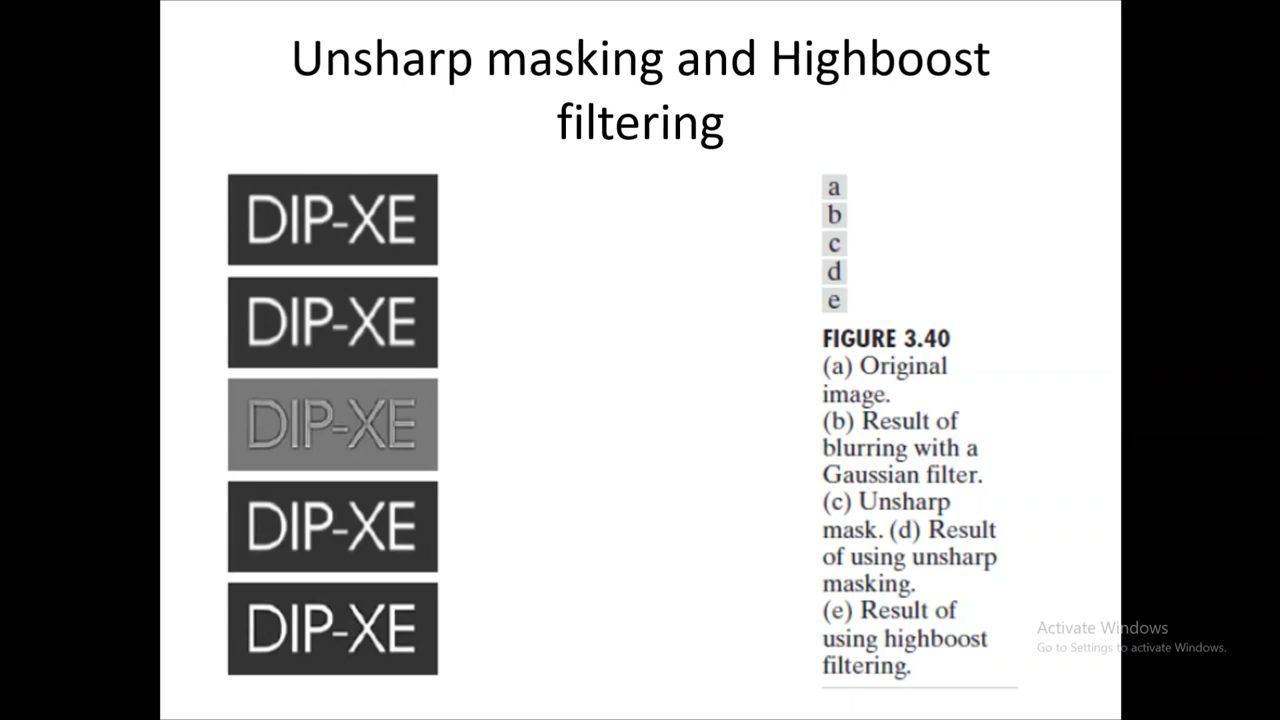 Unsharp masking and Highboost
filtering
DIP-XE
DIP-XE
DIP-XE
DIP-XE
DIP-XE
a
b
c
d
e
FIGURE 3.40
(a) Original
image.
(b) Result of
blurring with a
Gaussian filter.
(c) Unsharp
mask. (d) Result
of using unsharp
masking.
(e) Result of
using highboost
filtering.
Activate Windows
Go to Settings to activate Windows.